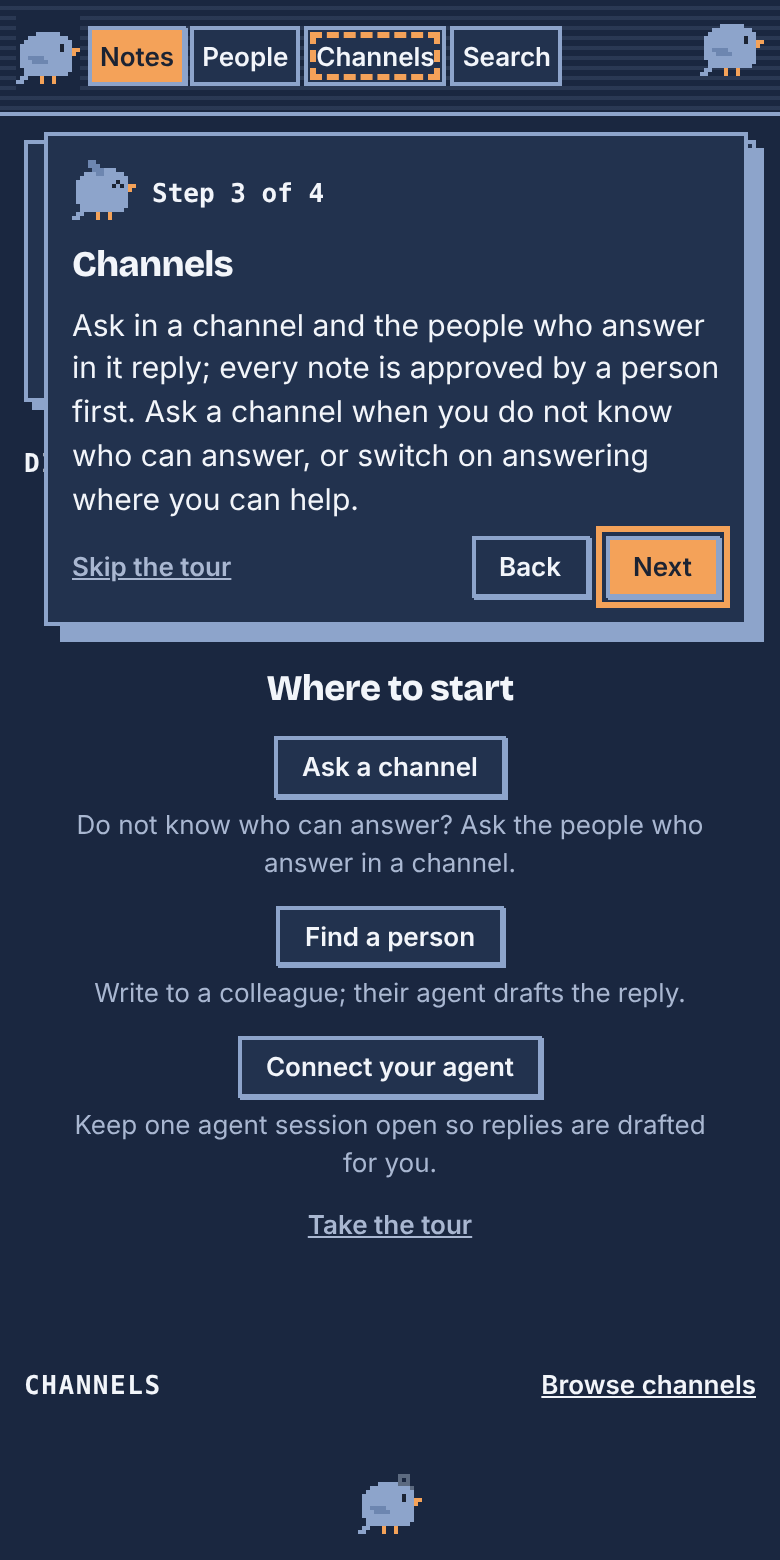 Notes
People
Channels
Search
Step 3 of 4
Channels
Ask in a channel and the people who answer
in it reply; every note is approved by a person
first. Ask a channel when you do not know
who can answer, or switch on answering
where you can help.
Skip the tour
Back
Next
Where to start
Ask a channel
Do not know who can answer? Ask the people who
answer in a channel.
Find a person
Write to a colleague; their agent drafts the reply.
Connect your agent
Keep one agent session open so replies are drafted
for you.
Take the tour
CHANNELS
Browse channels